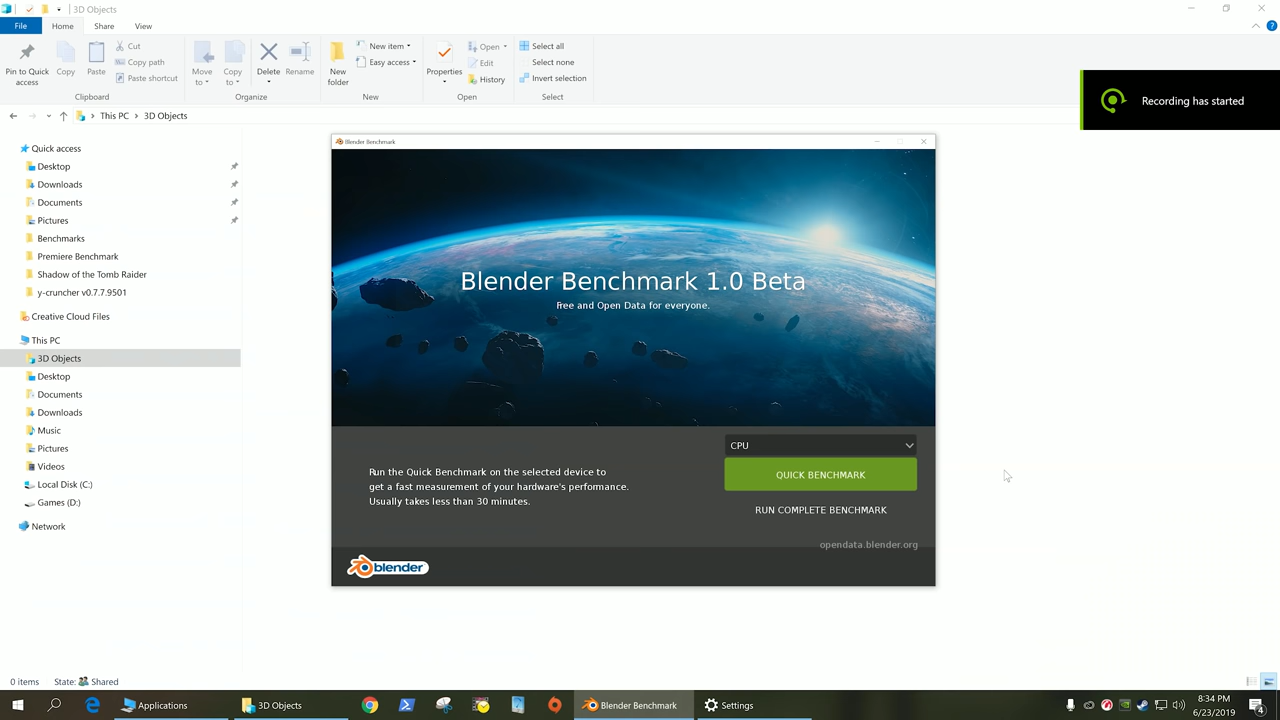 3D Objects
File Home Share View
Pin to Quick access
Copy
Paste
Cut
Copy path
Paste shortcut
Clipboard
Move to
Copy to
Delete
Rename
Organize
New folder
New item
Easy access
New
Properties
Open
Edit
History
Open
Select all
Select none
Invert selection
Select
Recording has started
This PC > 3D Objects
Quick access
Desktop
Downloads
Documents
Pictures
Benchmarks
Premiere Benchmark
Shadow of the Tomb Raider
y-cruncher v0.7.7.9501
Creative Cloud Files
This PC
3D Objects
Desktop
Documents
Downloads
Music
Pictures
Videos
Local Disk (C:)
Games (D:)
Network
Blender Benchmark
Blender Benchmark 1.0 Beta
Free and Open Data for everyone.
Run the Quick Benchmark on the selected device to
get a fast measurement of your hardware's performance.
Usually takes less than 30 minutes.
CPU
QUICK BENCHMARK
RUN COMPLETE BENCHMARK
opendata.blender.org
blender
0 items State: Shared
Applications 3D Objects Blender Benchmark Settings
8:34 PM
6/23/2019
4